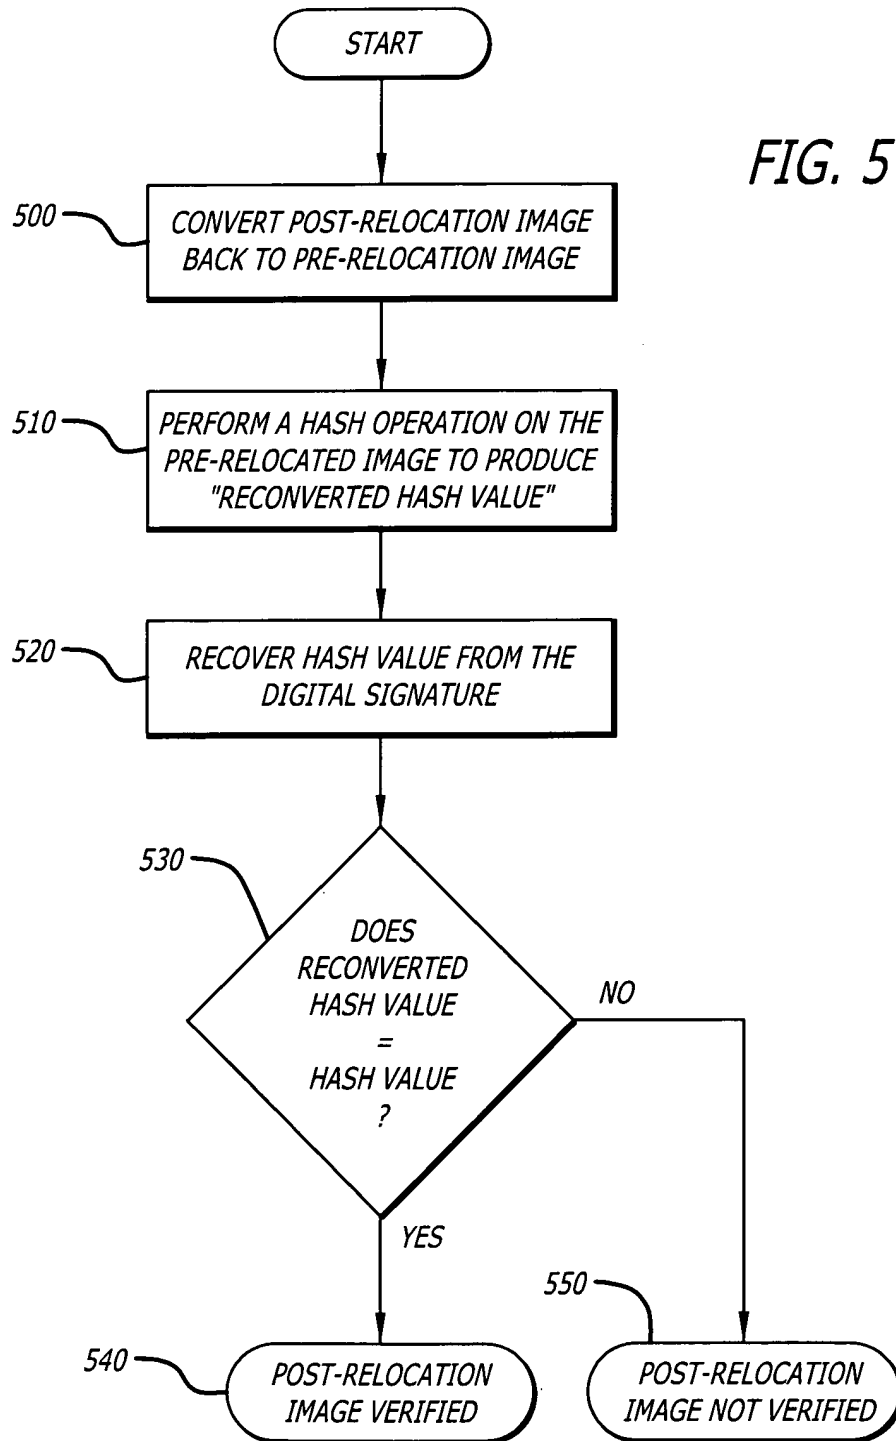 START
FIG. 5
500
CONVERT POST-RELOCATION IMAGE
BACK TO PRE-RELOCATION IMAGE
510
PERFORM A HASH OPERATION ON THE
PRE-RELOCATED IMAGE TO PRODUCE
"RECONVERTED HASH VALUE"
520
RECOVER HASH VALUE FROM THE
DIGITAL SIGNATURE
530
DOES
RECONVERTED
HASH VALUE
=
HASH VALUE
?
NO
YES
540
POST-RELOCATION
IMAGE VERIFIED
550
POST-RELOCATION
IMAGE NOT VERIFIED